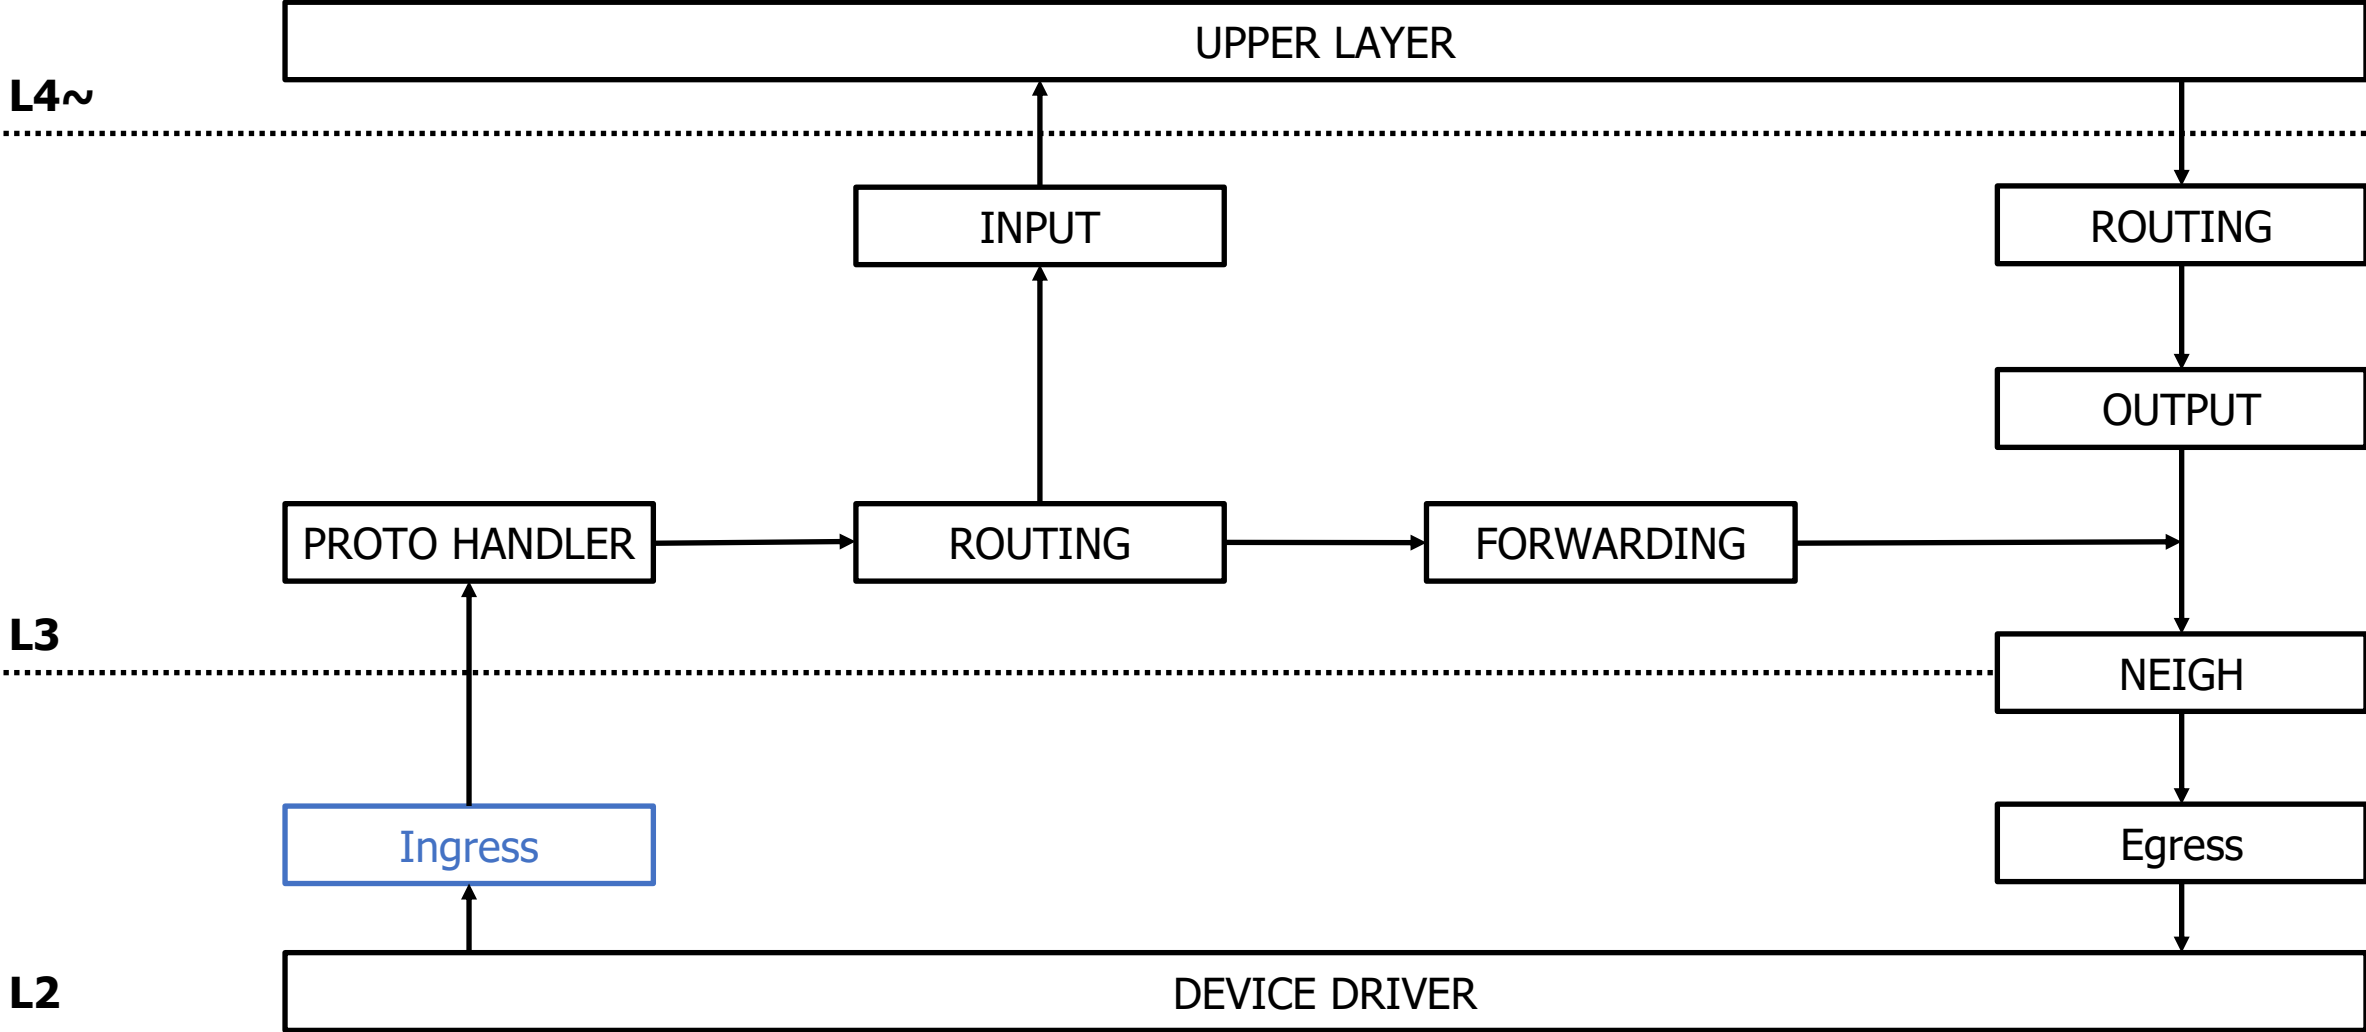 UPPER LAYER
L4~
INPUT
ROUTING
OUTPUT
PROTO HANDLER
ROUTING
FORWARDING
L3
NEIGH
Ingress
Egress
L2
DEVICE DRIVER